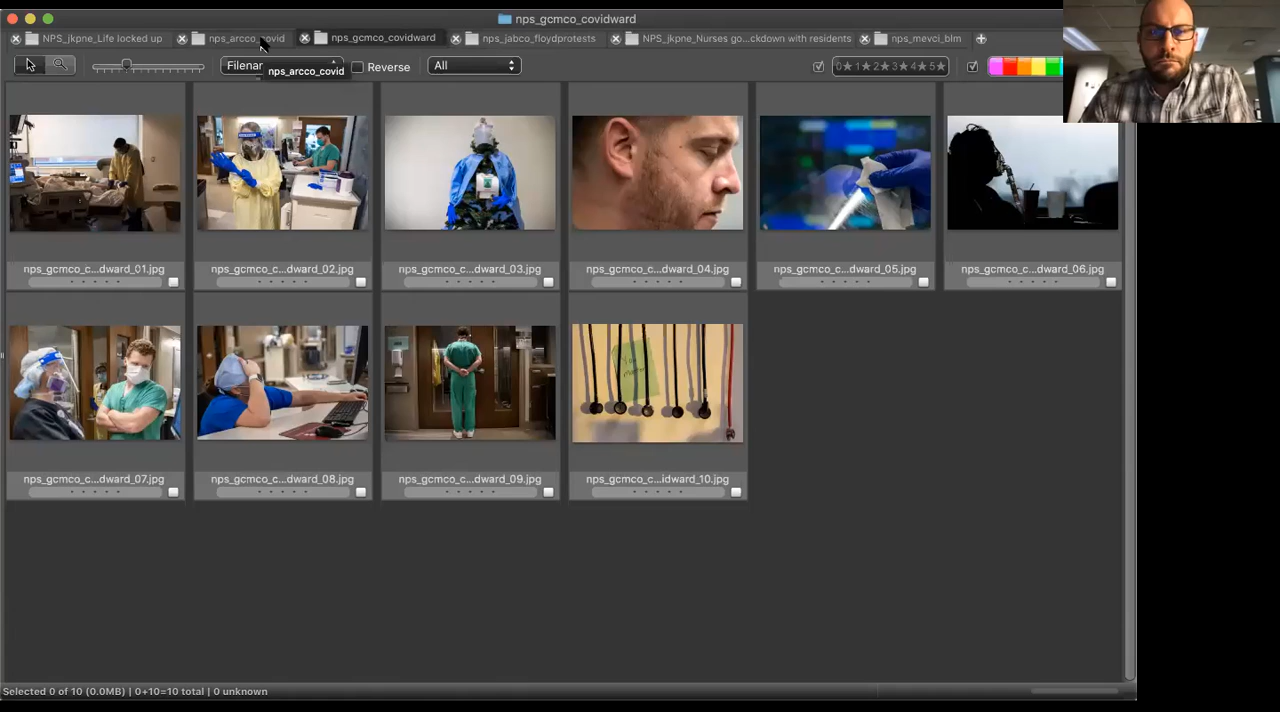 nps_gcmco_covidward
NPS_jkpne_Life locked up
nps_arcco_covid
nps_gcmco_covidward
nps_jabco_floydprotests
NPS_jkpne_Nurses go...ckdown with residents
nps_mevci_blm
Filenam
nps_arcco_covid
Reverse
All
0★1★2★3★4★5★
nps_gcmco_c...dward_01.jpg
nps_gcmco_c...dward_02.jpg
nps_gcmco_c...dward_03.jpg
nps_gcmco_c...dward_04.jpg
nps_gcmco_c...dward_05.jpg
nps_gcmco_c...dward_06.jpg
nps_gcmco_c...dward_07.jpg
nps_gcmco_c...dward_08.jpg
nps_gcmco_c...dward_09.jpg
nps_gcmco_c...idward_10.jpg
Selected 0 of 10 (0.0MB) | 0+10=10 total | 0 unknown